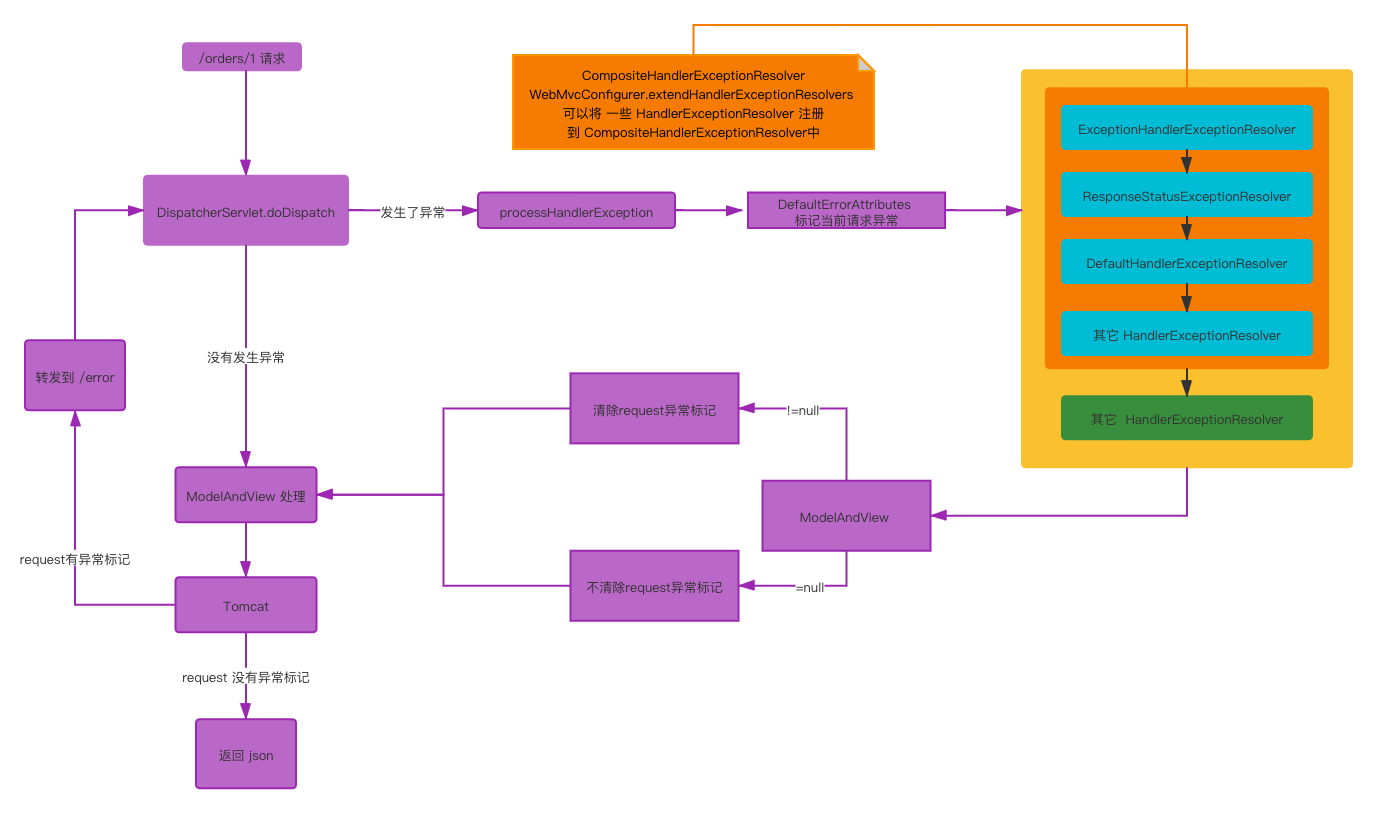 /orders/1 请求
CompositeHandlerExceptionResolver
WebMvcConfigurer.extendHandlerExceptionResolvers
可以将 一些 HandlerExceptionResolver 注册
到 CompositeHandlerExceptionResolver中
ExceptionHandlerExceptionResolver
ResponseStatusExceptionResolver
DefaultHandlerExceptionResolver
其它 HandlerExceptionResolver
其它 HandlerExceptionResolver
DispatcherServlet.doDispatch
发生了异常
processHandlerException
DefaultErrorAttributes
标记当前请求异常
没有发生异常
转发到 /error
清除request异常标记
!=null
ModelAndView 处理
ModelAndView
request有异常标记
不清除request异常标记
=null
Tomcat
request 没有异常标记
返回 json